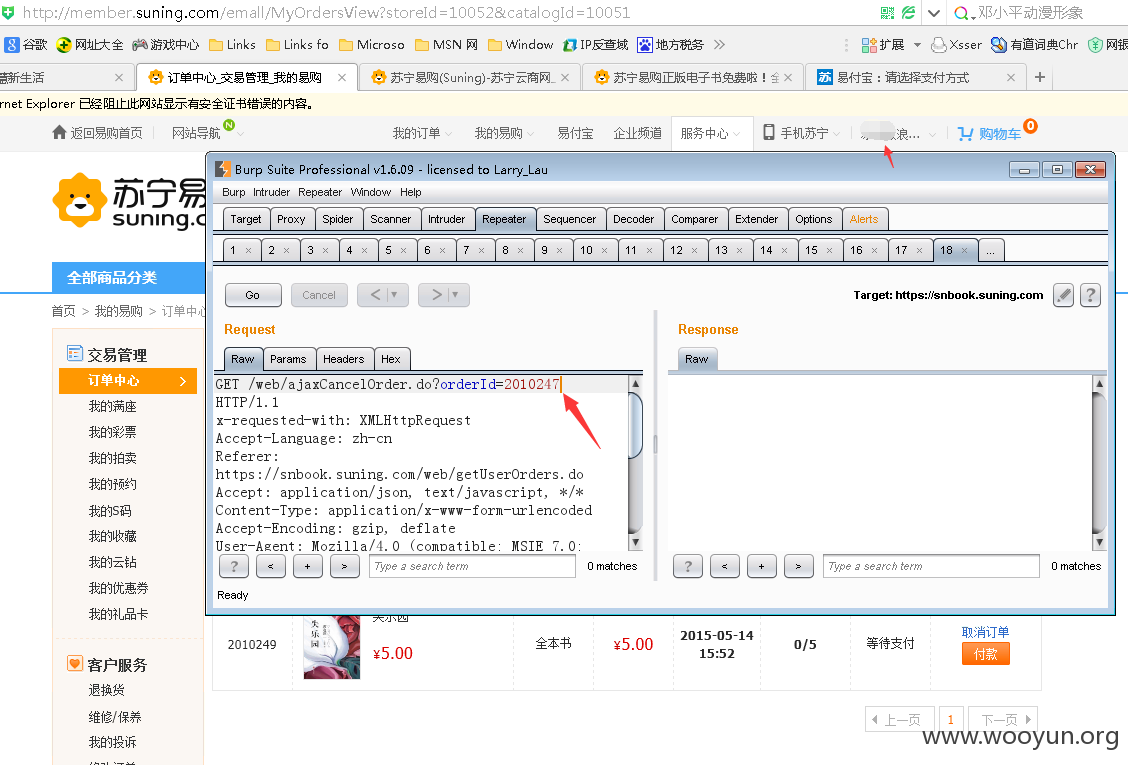 http://member.suning.com/emall/MyOrdersView?storeId=10052&catalogId=10051
邓小平动漫形象
谷歌 网址大全 游戏中心 Links Links fo Microso MSN 网 Window IP反查域 地方税务 扩展 Xsser 有道词典Chr 网银
慧新生活 订单中心_交易管理_我的易购 苏宁易购(Suning)-苏宁云商网_ 苏宁易购正版电子书免费啦！全 易付宝：请选择支付方式
rnet Explorer 已经阻止此网站显示有安全证书错误的内容。
返回易购首页 网站导航 N 我的订单 我的易购 易付宝 企业频道 服务中心 手机苏宁 浪... 购物车 0
苏宁易
suning.c
全部商品分类
首页 > 我的易购 > 订单中心
交易管理
订单中心
我的满座
我的彩票
我的拍卖
我的预约
我的S码
我的收藏
我的云钻
我的优惠券
我的礼品卡
客户服务
退换货
维修/保养
我的投诉
Burp Suite Professional v1.6.09 - licensed to Larry_Lau
Burp Intruder Repeater Window Help
Target Proxy Spider Scanner Intruder Repeater Sequencer Decoder Comparer Extender Options Alerts
1 × 2 × 3 × 4 × 5 × 6 × 7 × 8 × 9 × 10 × 11 × 12 × 13 × 14 × 15 × 16 × 17 × 18 × ...
Go Cancel < > Target: https://snbook.suning.com ?
Request
Raw Params Headers Hex
GET /web/ajaxCancelOrder.do?orderId=2010247
HTTP/1.1
x-requested-with: XMLHttpRequest
Accept-Language: zh-cn
Referer:
https://snbook.suning.com/web/getUserOrders.do
Accept: application/json, text/javascript, */*
Content-Type: application/x-www-form-urlencoded
Accept-Encoding: gzip, deflate
User-Agent: Mozilla/4.0 (compatible; MSIE 7.0;
? < + > Type a search term 0 matches
Response
Raw
? < + > Type a search term 0 matches
Ready
2010249
失乐园
失乐园
¥5.00
全本书
¥5.00
2015-05-14
15:52
0/5
等待支付
取消订单
付款
上一页 1 下一页
www.wooyun.org